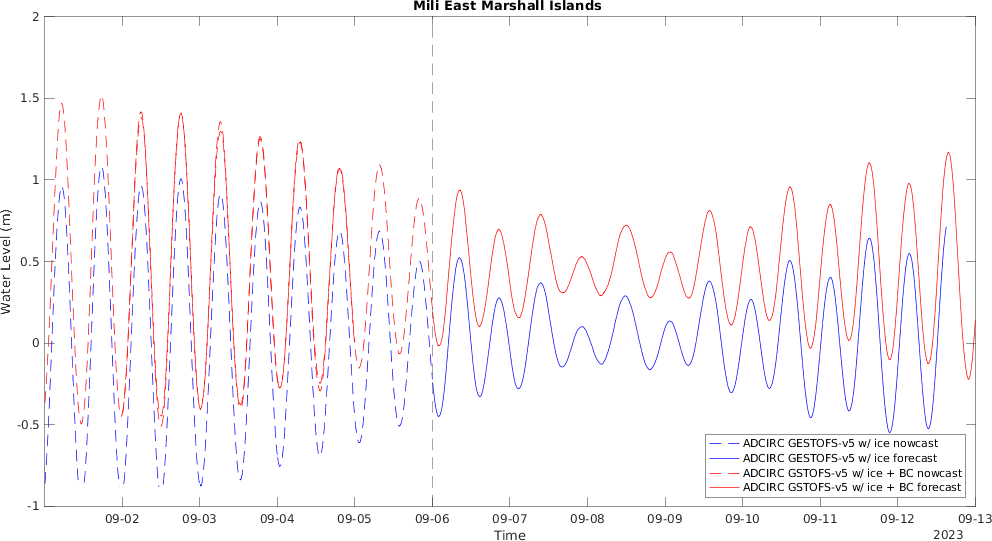 Mili East Marshall Islands
2
1.5
1
0.5
0
-0.5
-1
Water Level (m)
ADCIRC GESTOFS-v5 w/ ice nowcast
ADCIRC GESTOFS-v5 w/ ice forecast
ADCIRC GSTOFS-v5 w/ ice + BC nowcast
ADCIRC GSTOFS-v5 w/ ice + BC forecast
09-02 09-03 09-04 09-05 09-06 09-07 09-08 09-09 09-10 09-11 09-12 09-13
Time
2023